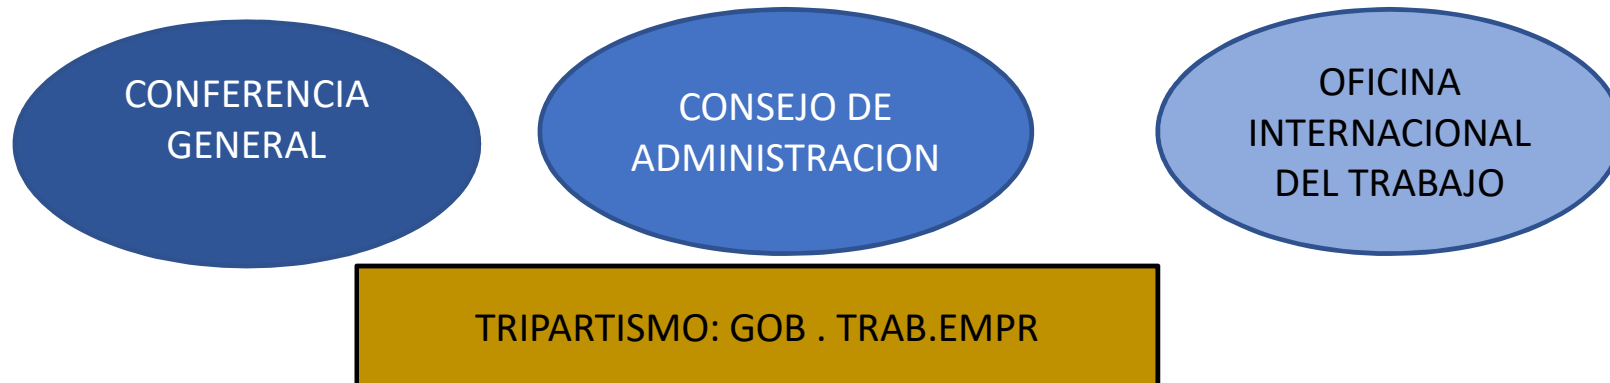 CONFERENCIA
GENERAL
CONSEJO DE
ADMINISTRACION
OFICINA
INTERNACIONAL
DEL TRABAJO
TRIPARTISMO: GOB . TRAB.EMPR